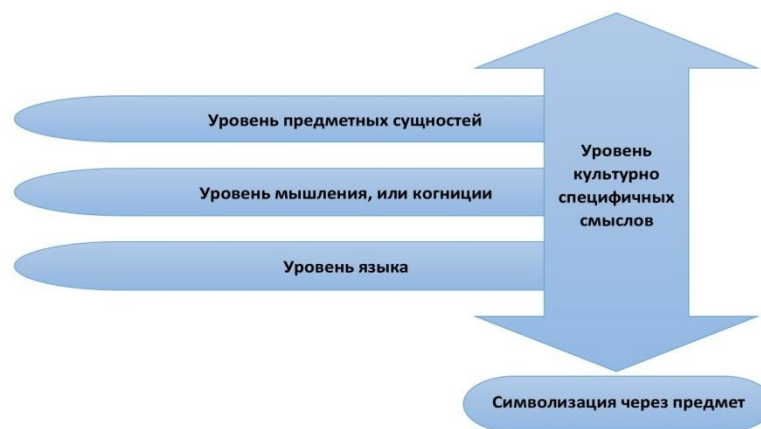 Уровень предметных сущностей
Уровень мышления, или когниции
Уровень языка
Уровень
культурно
специфичных
смыслов
Символизация через предмет